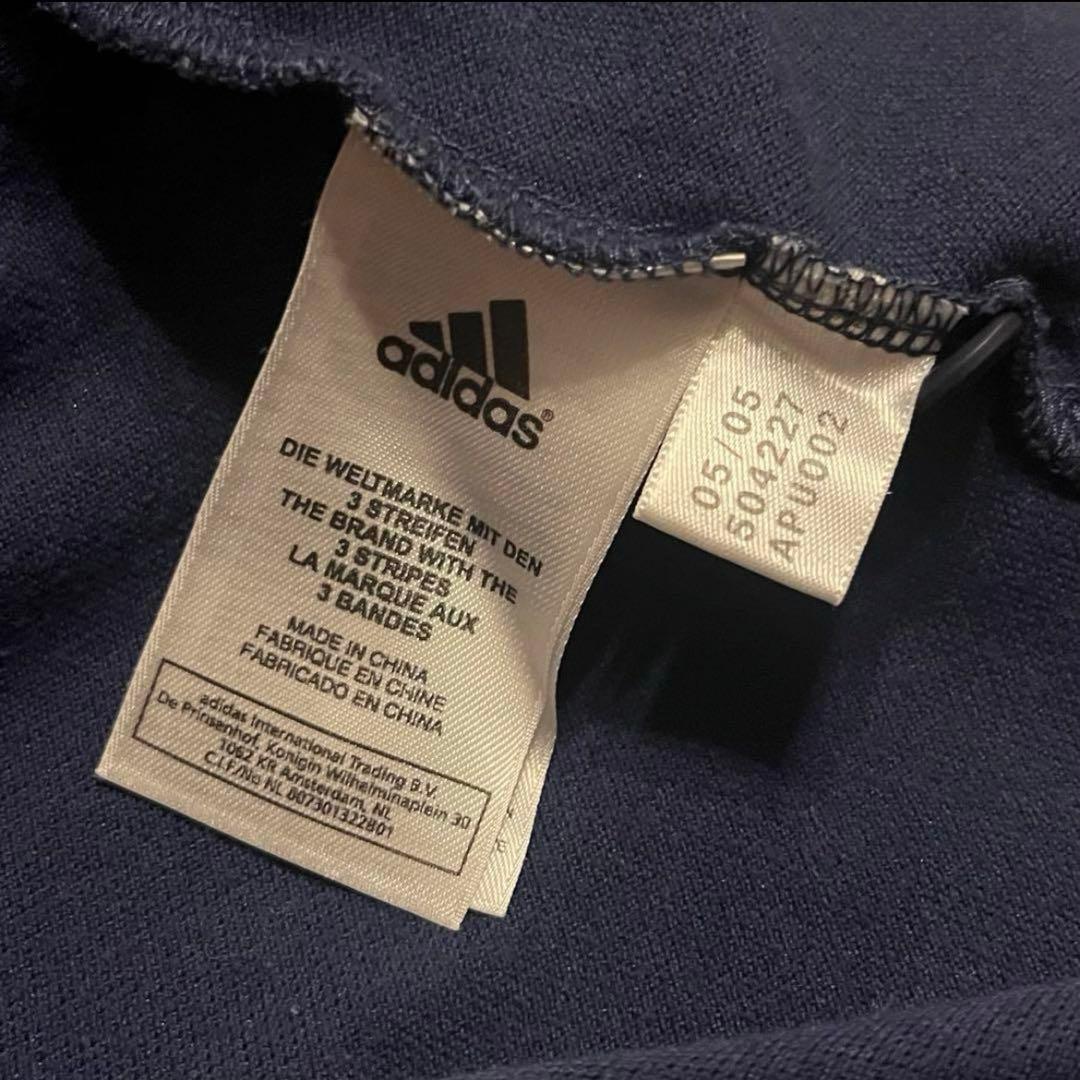 adidas®
DIE WELTMARKE MIT DEN
3 STREIFEN
THE BRAND WITH THE
3 STRIPES
LA MARQUE AUX
3 BANDES
MADE IN CHINA
FABRIQUE EN CHINE
FABRICADO EN CHINA
adidas International Trading B.V.
De Prinsenhof, Konigin Wilhelminaplein 30
1062 KR Amsterdam, NL
C.I.F/No NL 807301322B01
05/05
504227
APU002